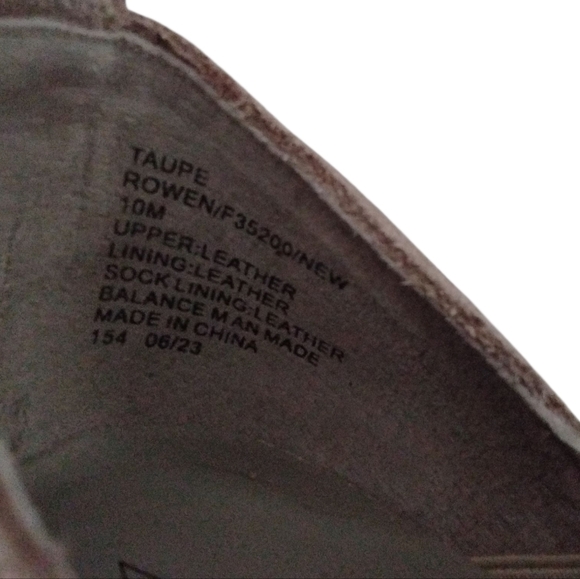 TAUPE
ROWEN/F35200/NEW
10M
UPPER:LEATHER
LINING:LEATHER
SOCK LINING:LEATHER
BALANCE MAN MADE
MADE IN CHINA
154 06/23